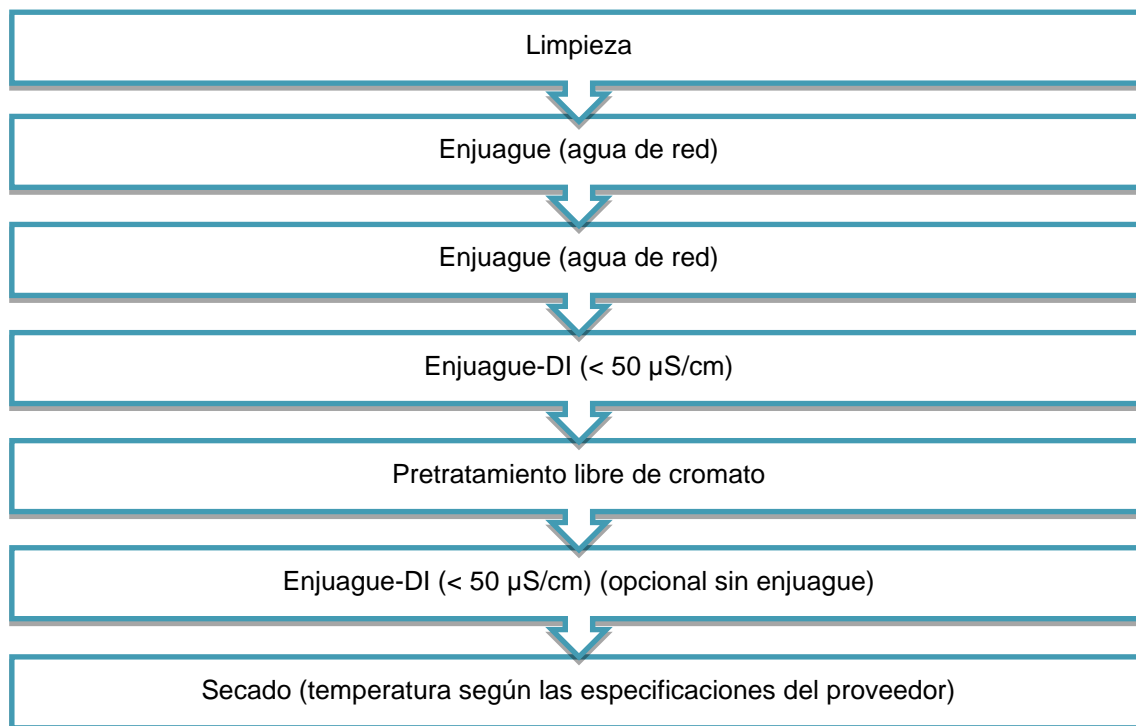 Limpieza
Enjuague (agua de red)
Enjuague (agua de red)
Enjuague-DI (< 50 µS/cm)
Pretratamiento libre de cromato
Enjuague-DI (< 50 µS/cm) (opcional sin enjuague)
Secado (temperatura según las especificaciones del proveedor)